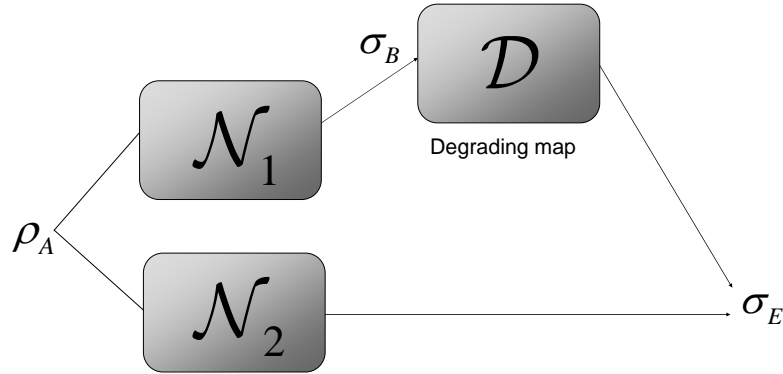 σ_B
𝒟
𝒩_1
Degrading map
ρ_A
𝒩_2
σ_E